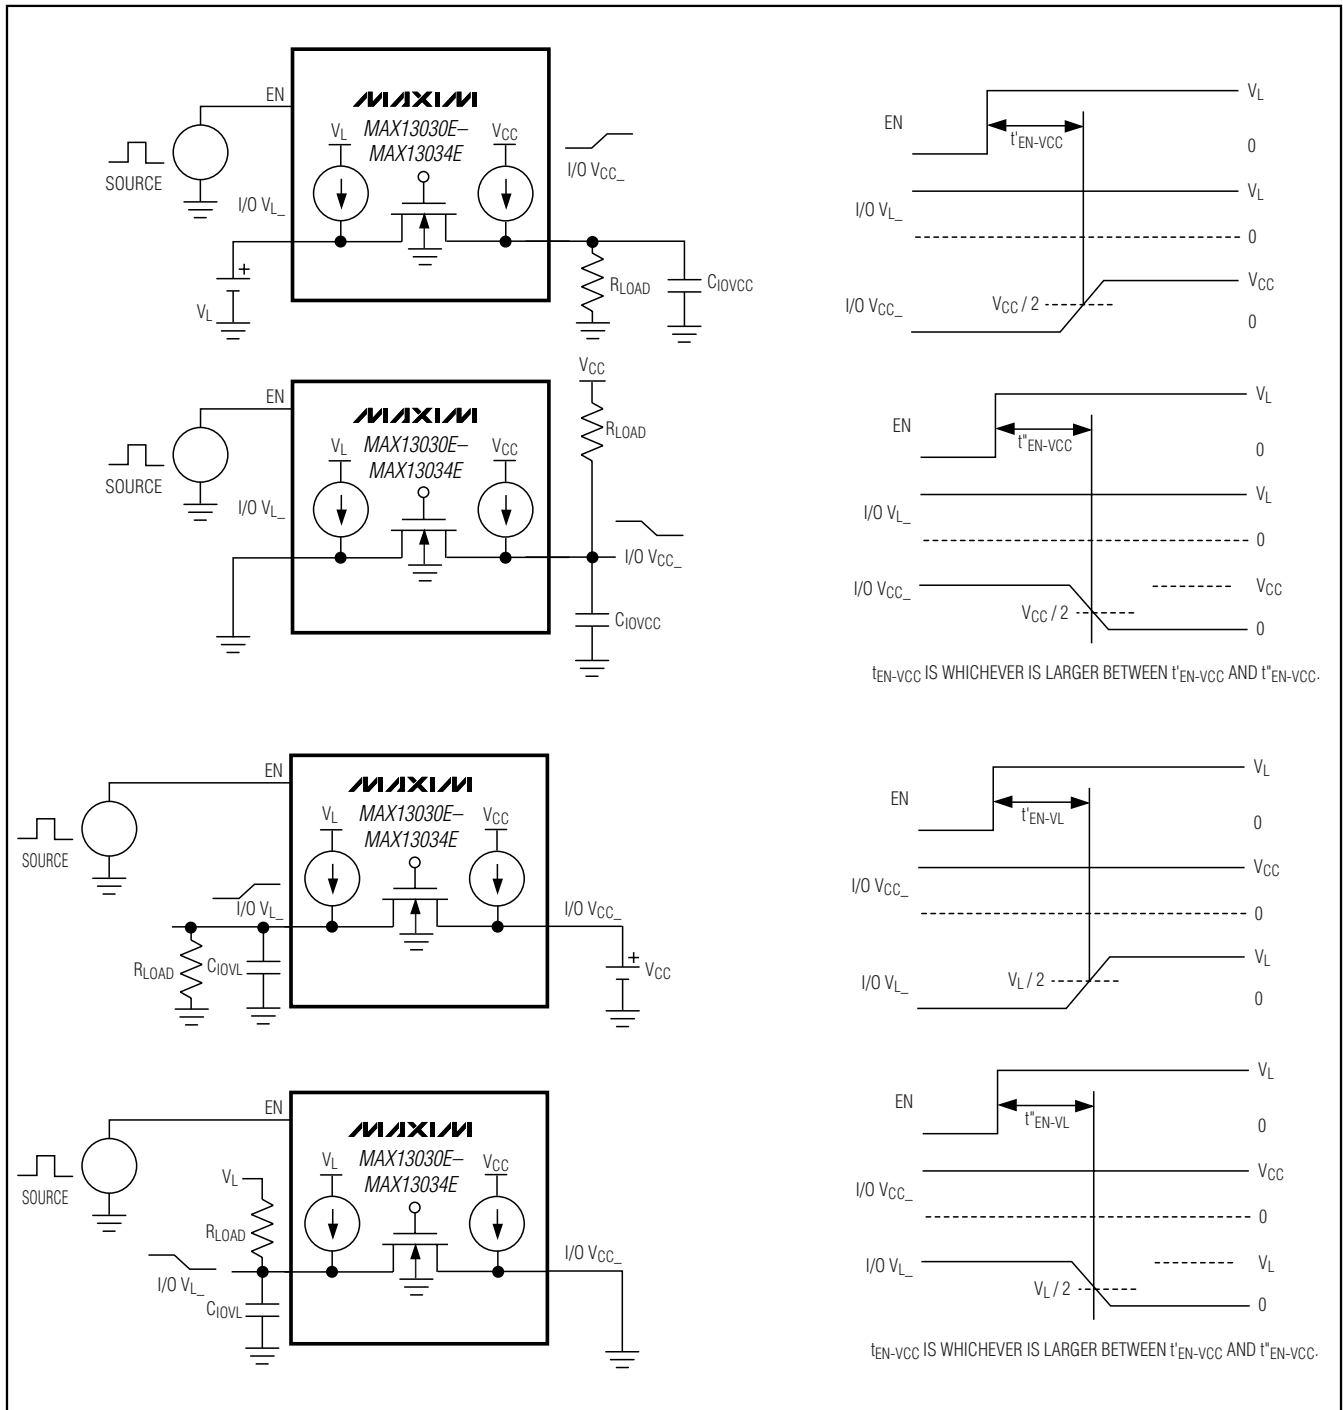 EN
MAXIM
MAX13030E–
MAX13034E
VL
VCC
SOURCE
I/O VL_
I/O VCC_
VL
RLOAD
CIOVCC
EN
t'EN-VCC
VL
0
I/O VL_
VL
0
I/O VCC_
VCC / 2
VCC
0
EN
MAXIM
MAX13030E–
MAX13034E
VL
VCC
SOURCE
I/O VL_
VCC
RLOAD
I/O VCC_
CIOVCC
EN
t"EN-VCC
VL
0
I/O VL_
VL
0
I/O VCC_
VCC / 2
VCC
0
tEN-VCC IS WHICHEVER IS LARGER BETWEEN t'EN-VCC AND t"EN-VCC.
EN
MAXIM
MAX13030E–
MAX13034E
VL
VCC
SOURCE
I/O VL_
I/O VCC_
RLOAD
CIOVL
VCC
EN
t'EN-VL
VL
0
I/O VCC_
VCC
0
I/O VL_
VL / 2
VL
0
EN
MAXIM
MAX13030E–
MAX13034E
VL
VCC
SOURCE
VL
RLOAD
I/O VL_
CIOVL
I/O VCC_
EN
t"EN-VL
VL
0
I/O VCC_
VCC
0
I/O VL_
VL / 2
VL
0
tEN-VCC IS WHICHEVER IS LARGER BETWEEN t'EN-VCC AND t"EN-VCC.